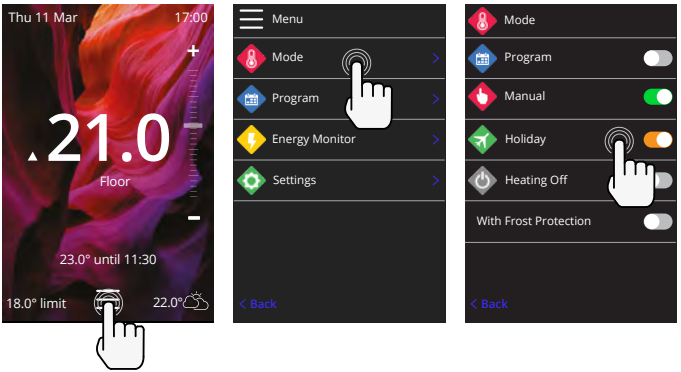 Thu 11 Mar 17:00
+
21.0
Floor
–
23.0° until 11:30
18.0° limit 22.0°
Menu
Mode >
Program >
Energy Monitor >
Settings >
< Back
Mode
Program
Manual
Holiday
Heating Off
With Frost Protection
< Back